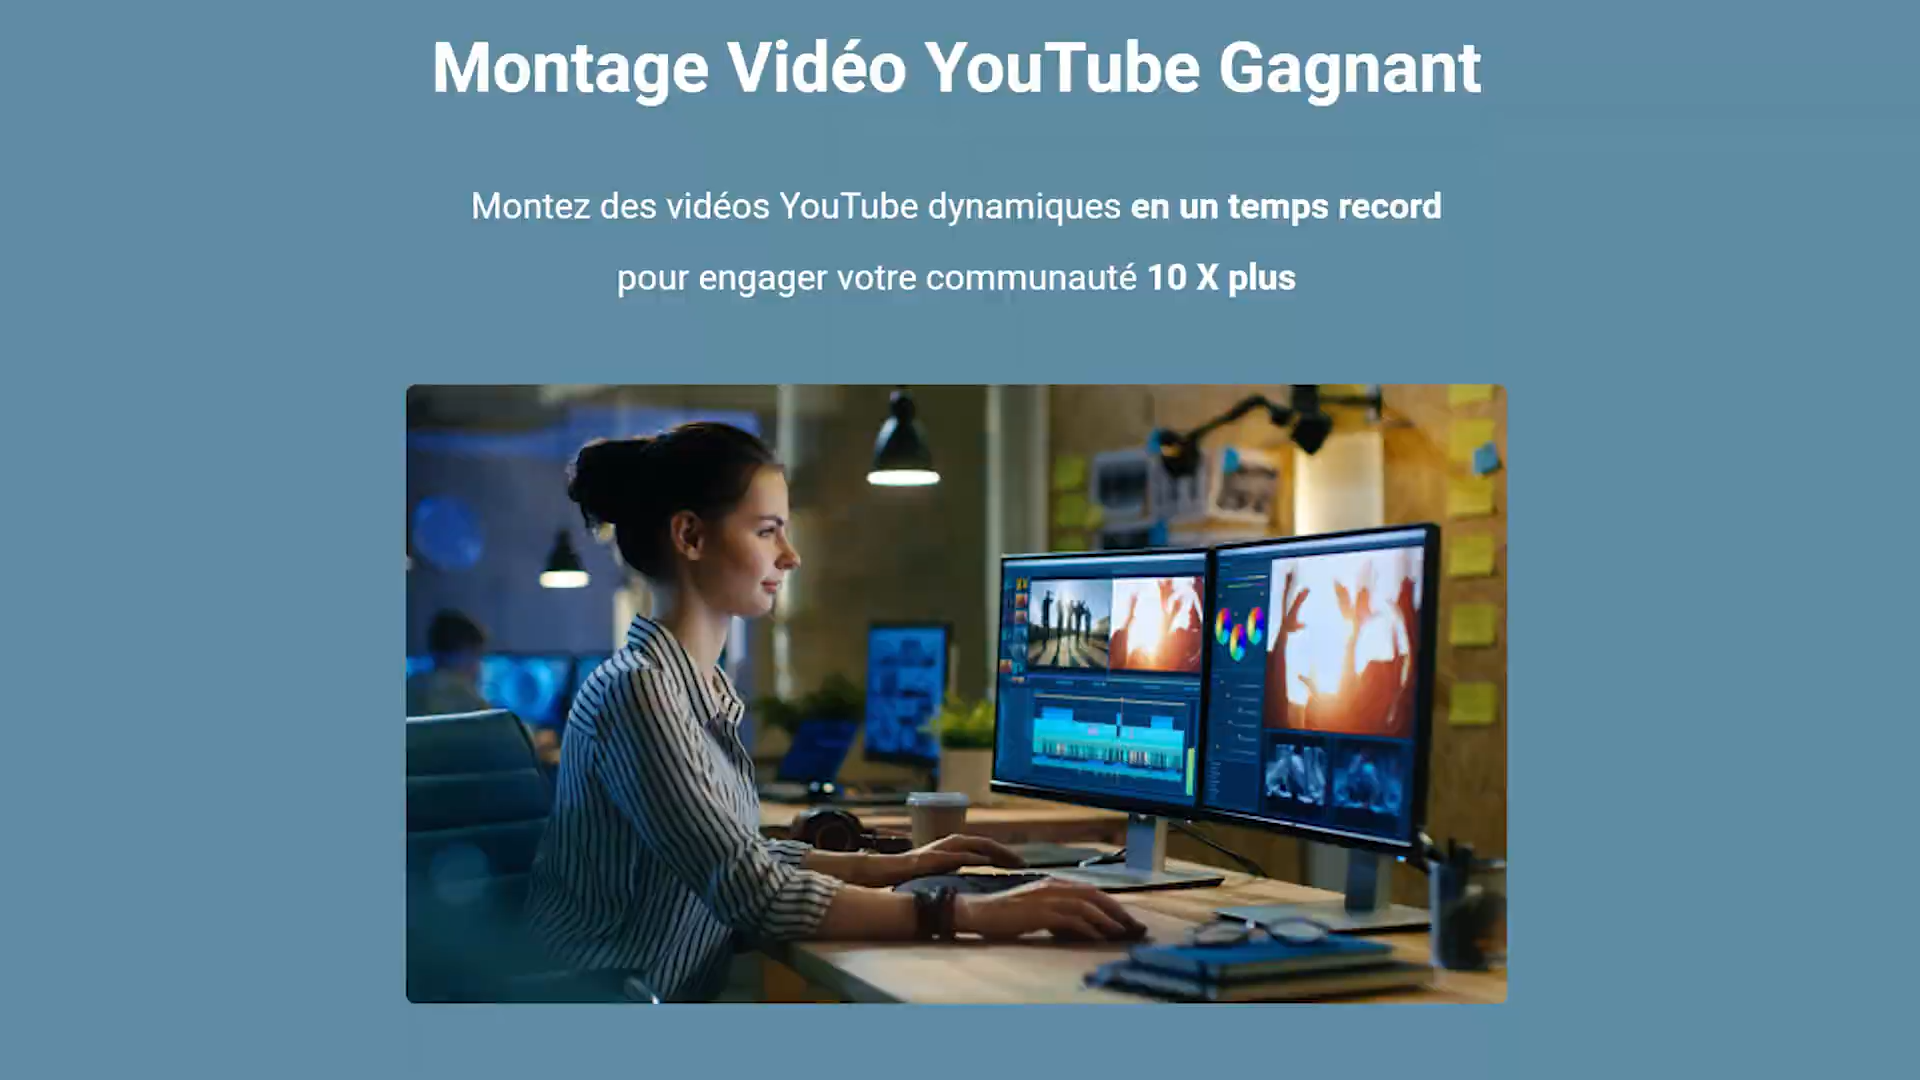 Montage Vidéo YouTube Gagnant
Montez des vidéos YouTube dynamiques en un temps record
pour engager votre communauté 10 X plus